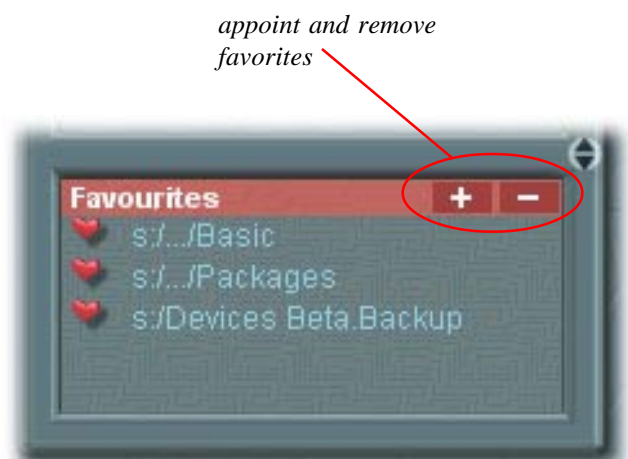 appoint and remove
favorites
Favourites + −
s:/.../Basic
s:/.../Packages
s:/Devices Beta.Backup